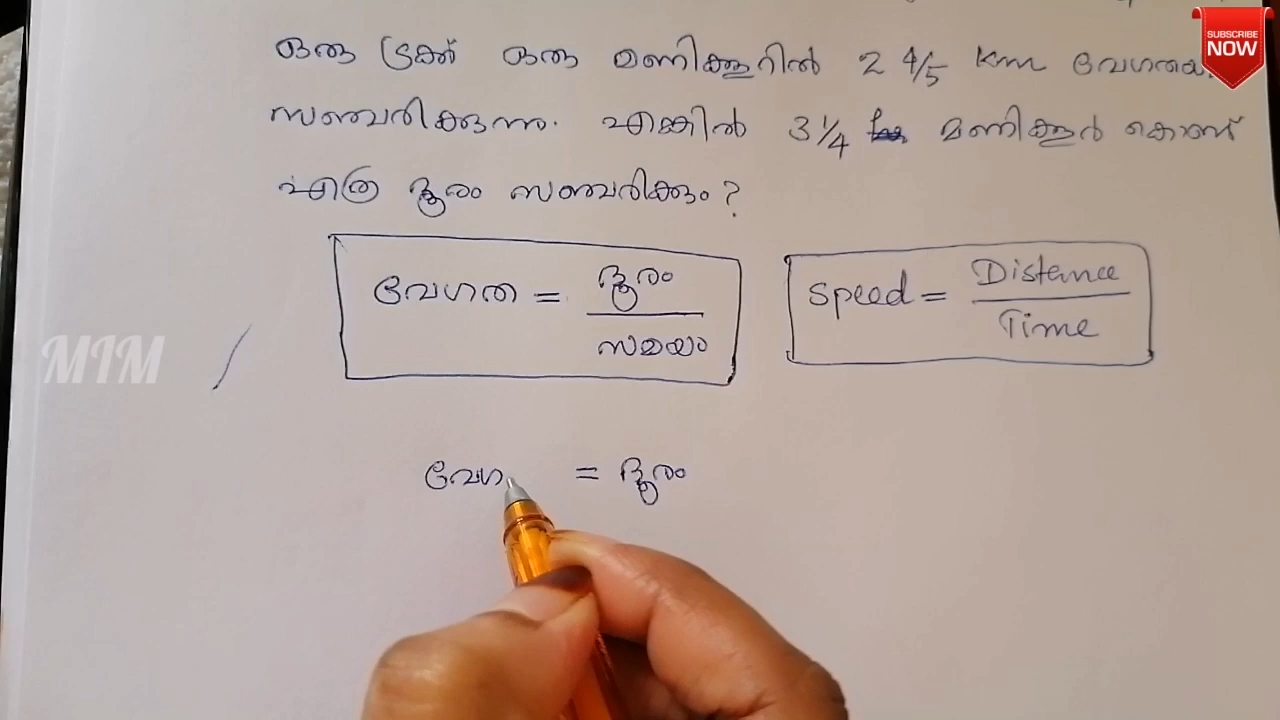 ഒരു ട്രക്ക് ഒരു മണിക്കൂറിൽ 2 4/5 Km
സഞ്ചരിക്കുന്നു. എങ്കിൽ 3 1/4 മണിക്കൂർ കൊണ്ട്
എത്ര ദൂരം സഞ്ചരിക്കും?
വേഗത = ദൂരം
സമയം
Speed = Distance
Time
വേഗ = ദൂരം
MIM
SUBSCRIBE
NOW